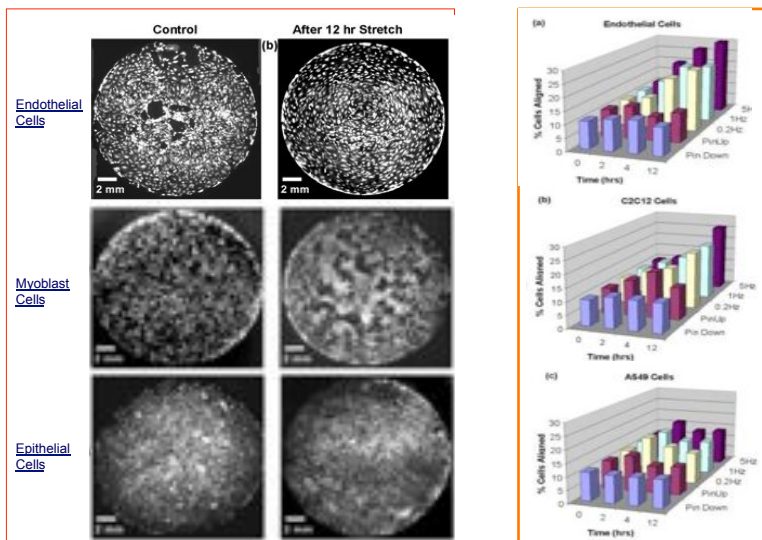 Control After 12 hr Stretch
(b)
Endothelial
Cells
2 mm 2 mm
Myoblast
Cells
Epithelial
Cells
2 mm 2 mm
(a) Endothelial Cells
% Cells Aligned
30
25
20
15
10
5
0
0 2 4 12
Time (hrs)
1Hz
0.2Hz
PinUp
Pin Down
(b) C2C12 Cells
% Cells Aligned
30
25
20
15
10
5
0
0 2 4 12
Time (hrs)
5Hz
1Hz
0.2Hz
PinUp
Pin Down
(c) A549 Cells
% Cells Aligned
30
25
20
15
10
5
0
0 2 4 12
Time (hrs)
5Hz
1Hz
0.2Hz
PinUp
Pin Down